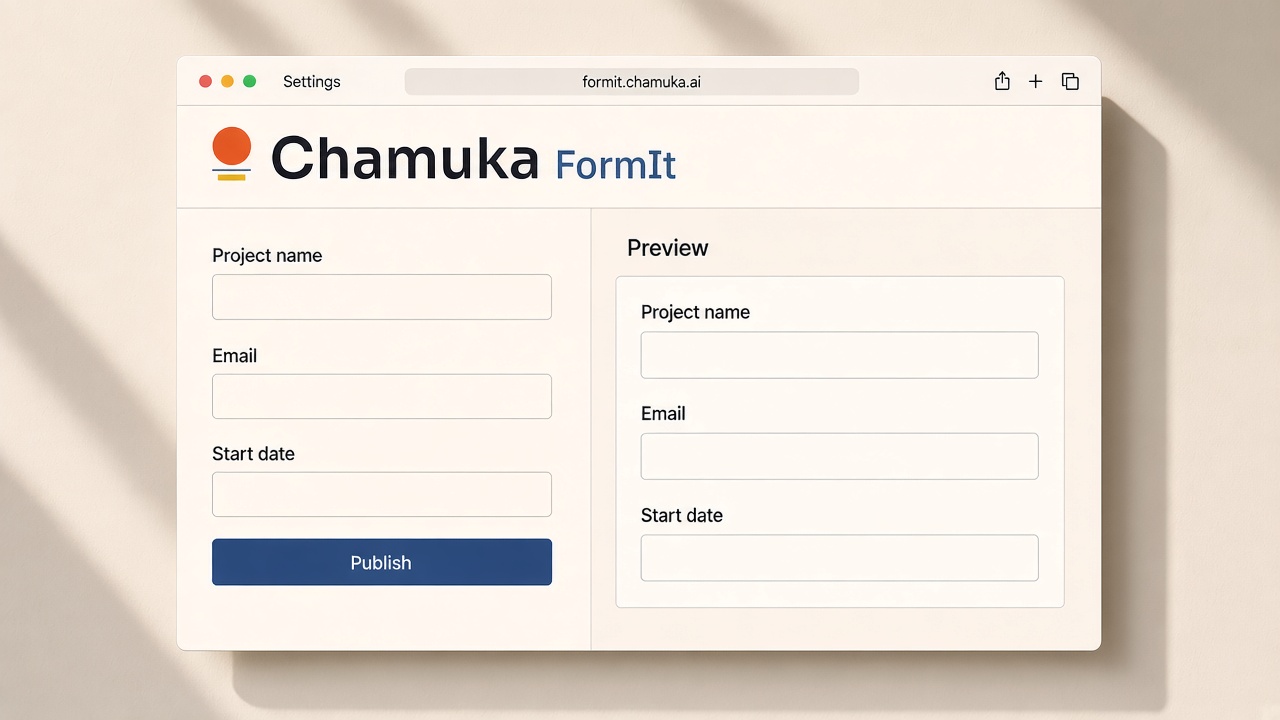 Settings
formit.chamuka.ai
Chamuka FormIt
Project name
Email
Start date
Publish
Preview
Project name
Email
Start date